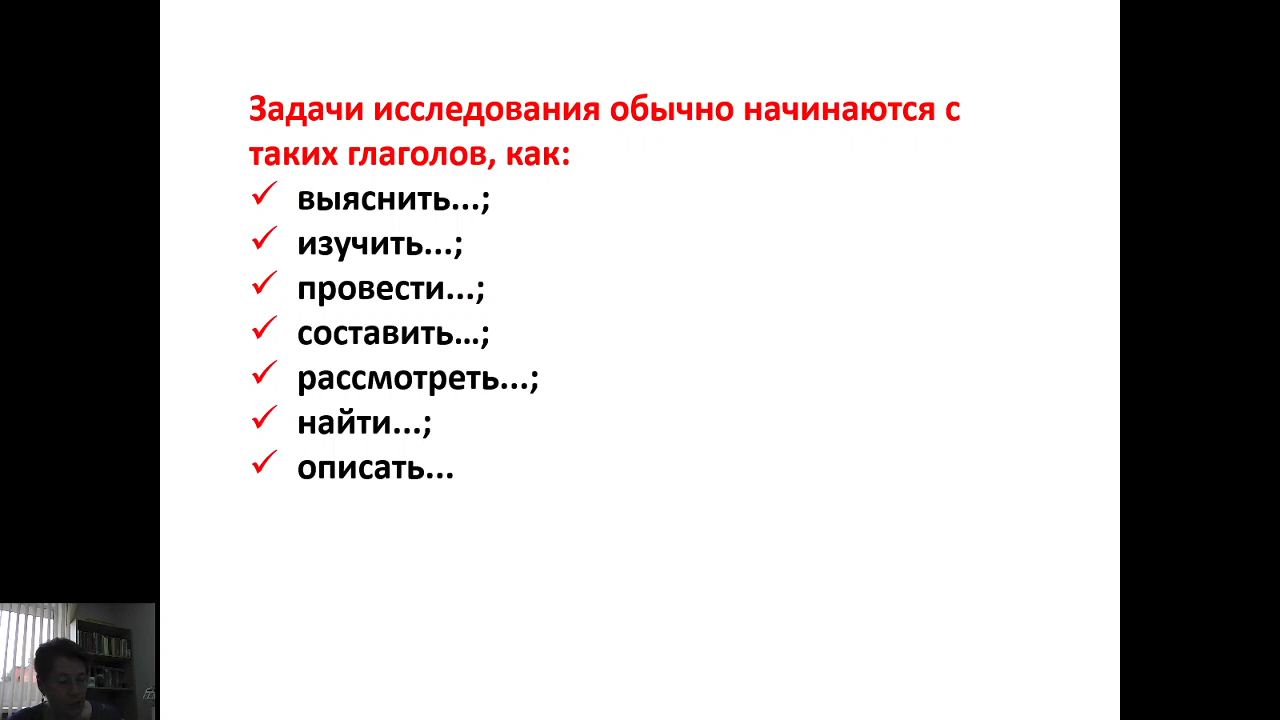 Задачи исследования обычно начинаются с
таких глаголов, как:
выяснить...;
изучить...;
провести...;
составить...;
рассмотреть...;
найти...;
описать...